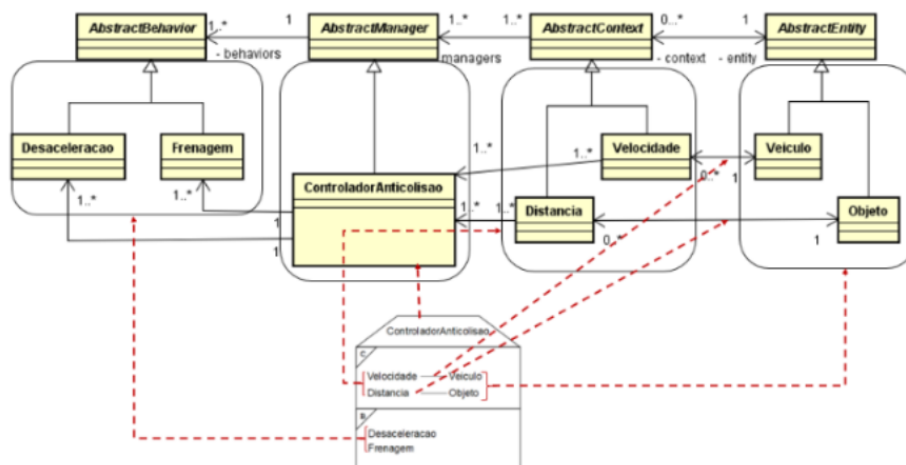 AbstractBehavior 1..* 1 AbstractManager 1..* 1..* AbstractContext 0..* 1 AbstractEntity
- behaviors managers - context - entity
Desaceleracao Frenagem 1..* Velocidade Veiculo
1..* 1..* ControladorAnticolisao 0..* 1
1 1..* 1..* Distancia Objeto
1 0..* 1
ControladorAnticolisao
C
Velocidade Veiculo
Distancia Objeto
B
Desaceleracao
Frenagem